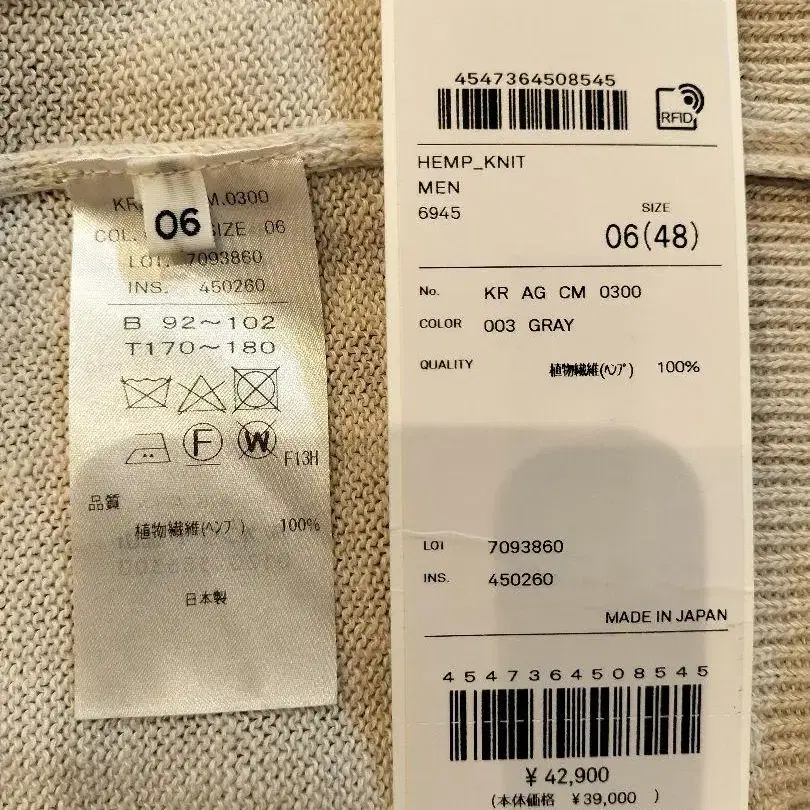 KR M.0300
06
COL. SIZE 06
LOT. 7093860
INS. 450260
B 92～102
T170～180
F
W
F13H
品質
植物繊維(ヘンプ) 100%
日本製
4547364508545
RFID
HEMP_KNIT
MEN
6945
SIZE
06(48)
No. KR AG CM 0300
COLOR 003 GRAY
QUALITY 植物繊維(ヘンプ) 100%
LOT 7093860
INS. 450260
MADE IN JAPAN
4547364508545
¥ 42,900
(本体価格 ¥39,000 )